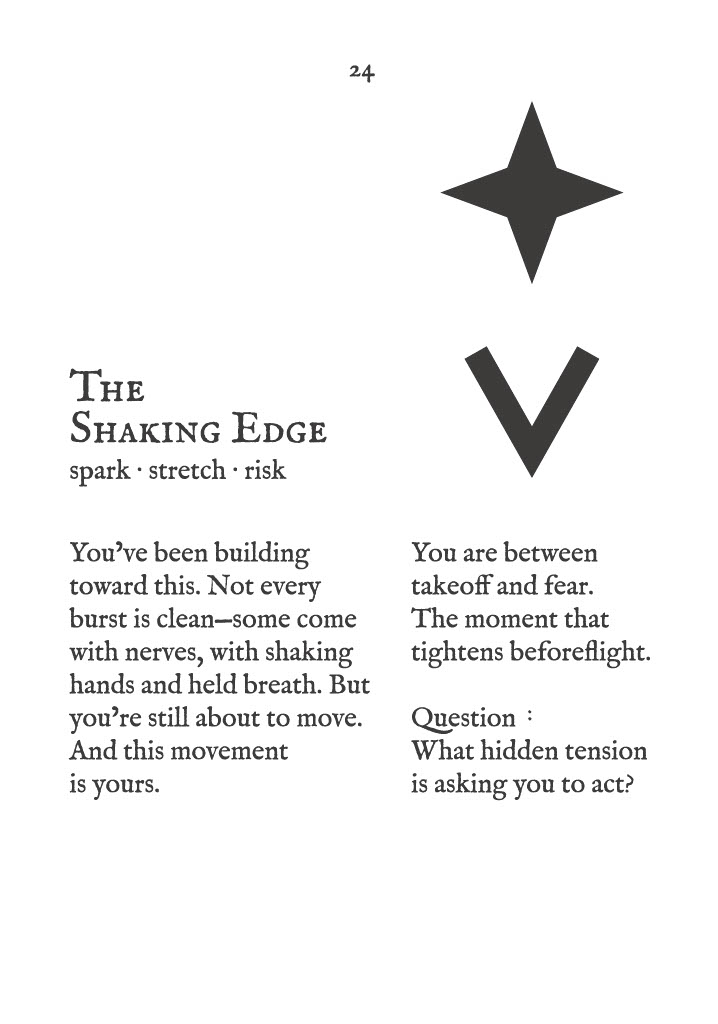 24
The
Shaking Edge
spark · stretch · risk
You’ve been building
toward this. Not every
burst is clean—some come
with nerves, with shaking
hands and held breath. But
you’re still about to move.
And this movement
is yours.
You are between
takeoff and fear.
The moment that
tightens beforeflight.
Question :
What hidden tension
is asking you to act?